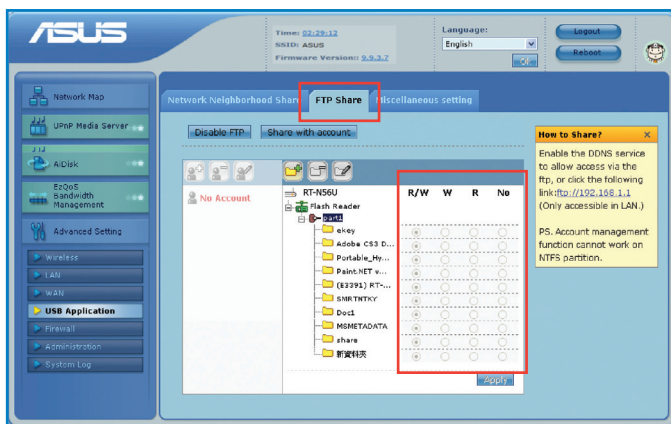 ASUS
Time: 02:29:12
SSID: ASUS
Firmware Version: 9.9.3.7
Language:
English
Logout
Reboot
Network Map
UPnP Media Server
AiDisk
EzQoS
Bandwidth
Management
Advanced Setting
Wireless
LAN
WAN
USB Application
Firewall
Administration
System Log
Network Neighborhood Share
FTP Share
Miscellaneous setting
Disable FTP
Share with account
No Account
RT-N56U
R/W W R No
Flash Reader
part1
ekey
Adobe CS3 D...
Portable_Hy...
Paint.NET v...
(E3391) RT-...
SMRTNTKY
Doc1
MSMETADATA
share
新資料夾
Apply
How to Share? X
Enable the DDNS service
to allow access via the
ftp, or click the following
link:ftp://192.168.1.1
(Only accessible in LAN.)
PS. Account management
function cannot work on
NTFS partition.